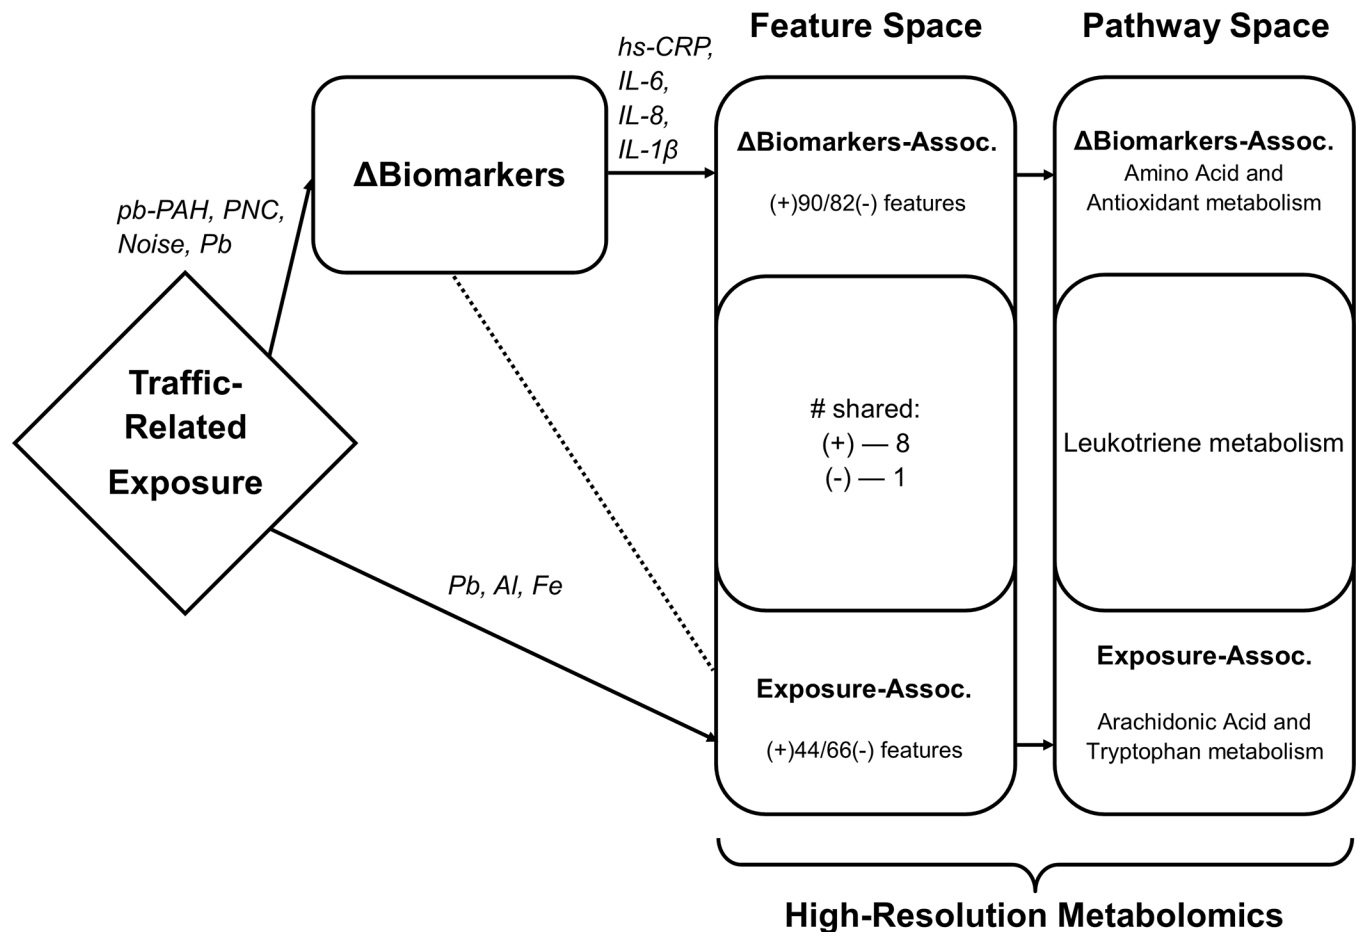 Feature Space
Pathway Space
hs-CRP,
IL-6,
IL-8,
IL-1β
ΔBiomarkers
pb-PAH, PNC,
Noise, Pb
Traffic-
Related
Exposure
Pb, Al, Fe
ΔBiomarkers-Assoc.
(+)90/82(-) features
# shared:
(+) — 8
(-) — 1
Exposure-Assoc.
(+)44/66(-) features
ΔBiomarkers-Assoc.
Amino Acid and
Antioxidant metabolism
Leukotriene metabolism
Exposure-Assoc.
Arachidonic Acid and
Tryptophan metabolism
High-Resolution Metabolomics